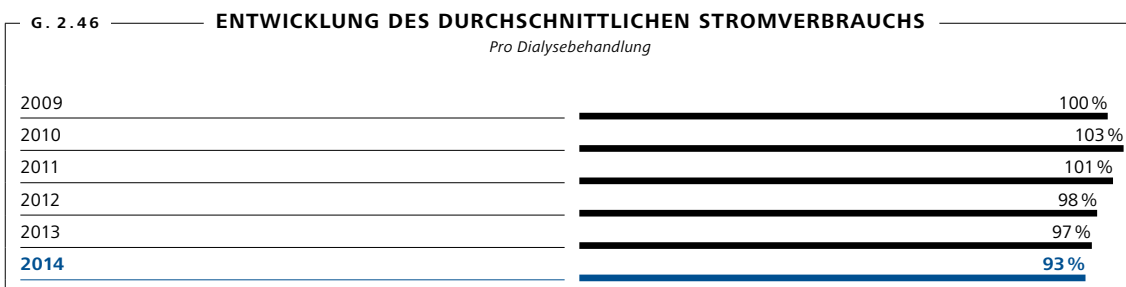 G. 2.46 ENTWICKLUNG DES DURCHSCHNITTLICHEN STROMVERBRAUCHS
Pro Dialysebehandlung
2009 100 %
2010 103 %
2011 101 %
2012 98 %
2013 97 %
2014 93 %